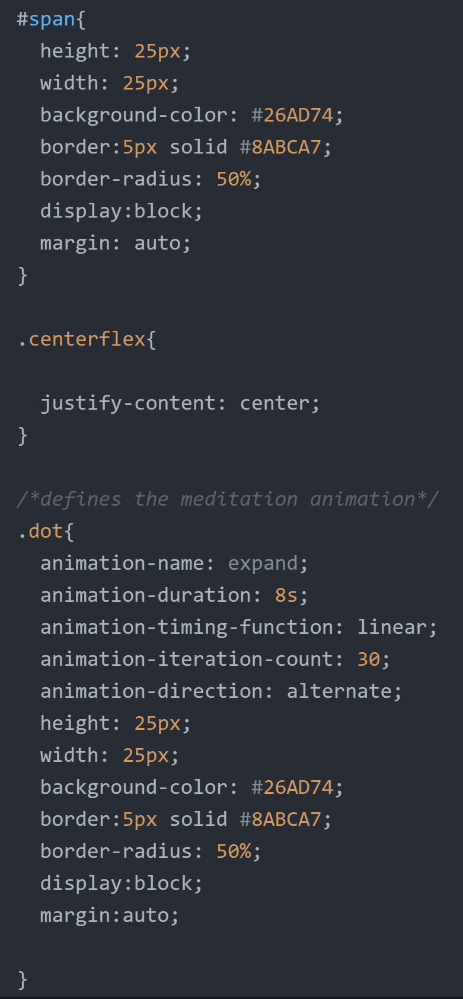 #span{
height: 25px;
width: 25px;
background-color: #26AD74;
border:5px solid #8ABCA7;
border-radius: 50%;
display:block;
margin: auto;
}
.centerflex{
justify-content: center;
}
/*defines the meditation animation*/
.dot{
animation-name: expand;
animation-duration: 8s;
animation-timing-function: linear;
animation-iteration-count: 30;
animation-direction: alternate;
height: 25px;
width: 25px;
background-color: #26AD74;
border:5px solid #8ABCA7;
border-radius: 50%;
display:block;
margin:auto;
}